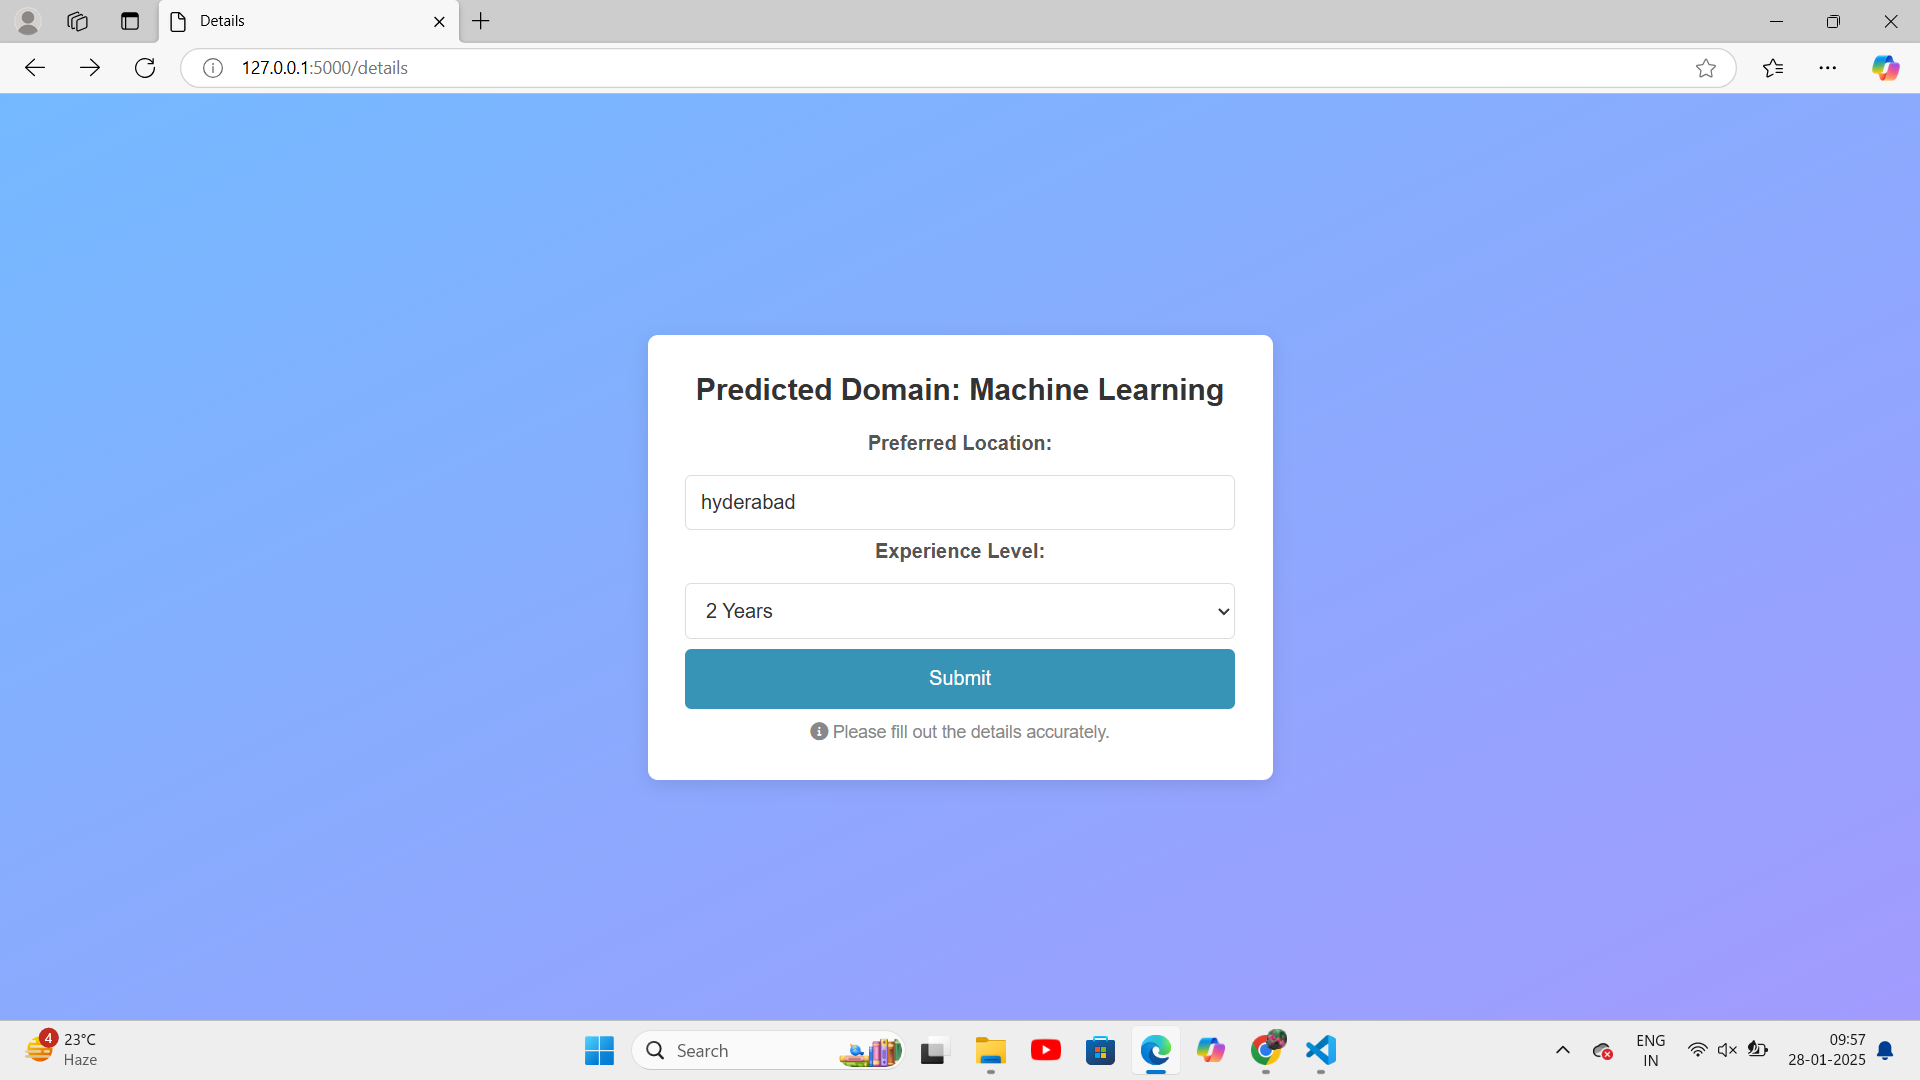 Details
127.0.0.1:5000/details
Predicted Domain: Machine Learning
Preferred Location:
hyderabad
Experience Level:
2 Years
Submit
Please fill out the details accurately.
4
23°C
Haze
Search
ENG
IN
09:57
28-01-2025